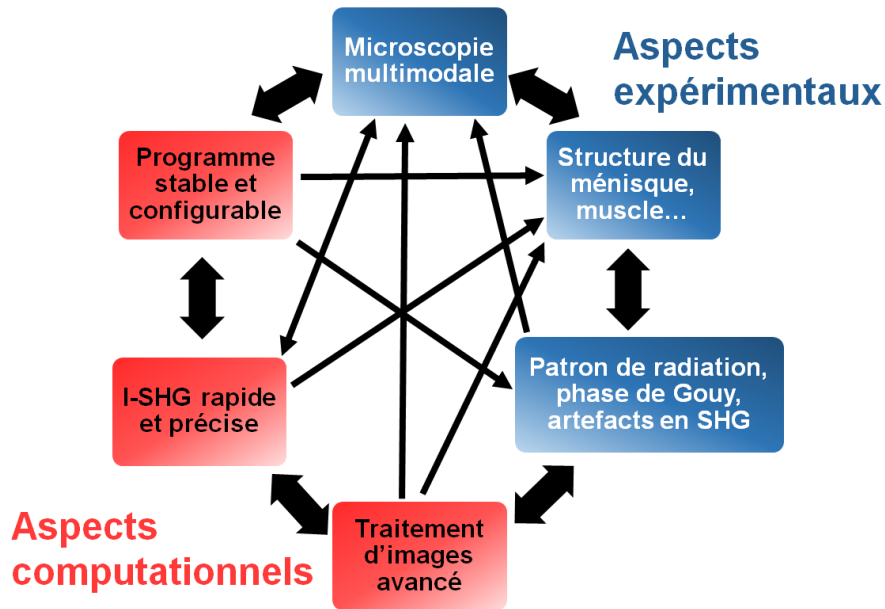 Microscopie
multimodale
Aspects
expérimentaux
Programme
stable et
configurable
Structure du
ménisque,
muscle…
I-SHG rapide
et précise
Patron de radiation,
phase de Gouy,
artefacts en SHG
Aspects
computationnels
Traitement
d’images
avancé